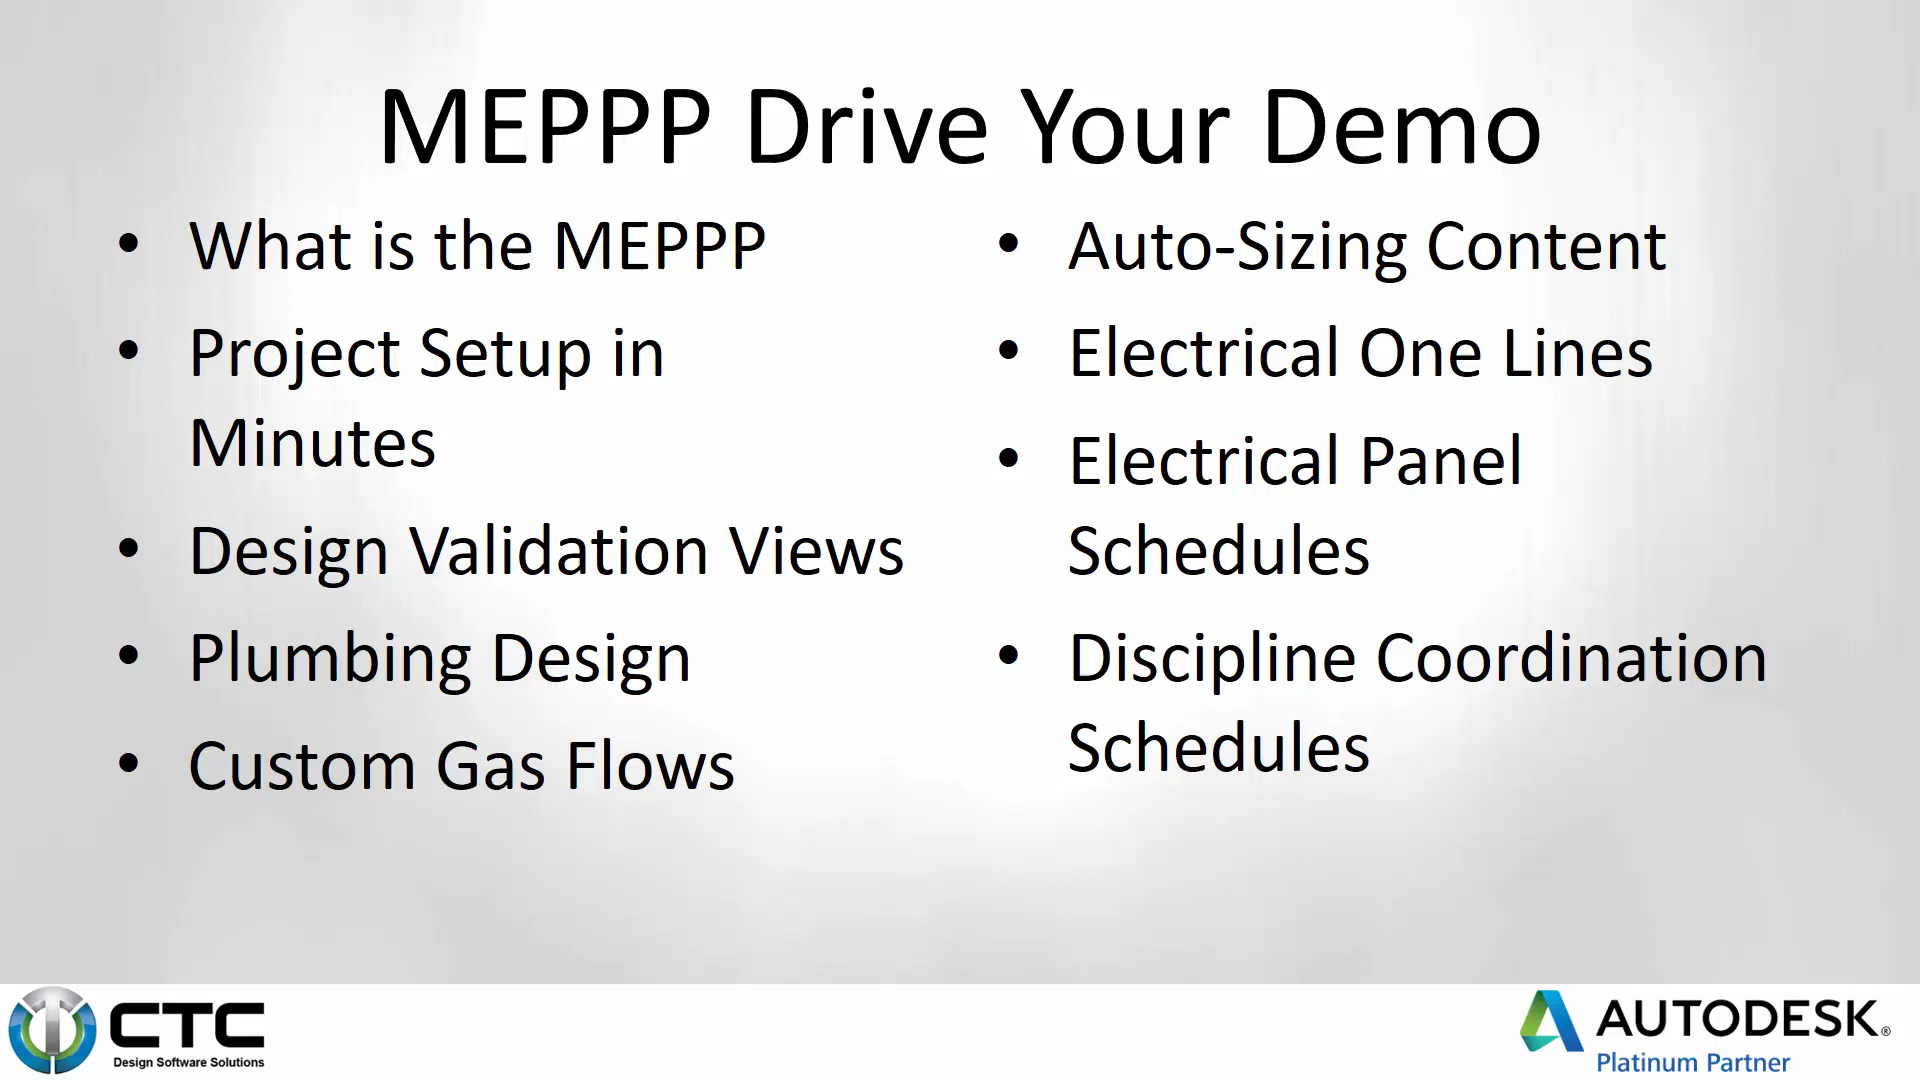 MEPPP Drive Your Demo
• What is the MEPPP
• Project Setup in
Minutes
• Design Validation Views
• Plumbing Design
• Custom Gas Flows
• Auto-Sizing Content
• Electrical One Lines
• Electrical Panel
Schedules
• Discipline Coordination
Schedules
CTC
Design Software Solutions
AUTODESK®
Platinum Partner